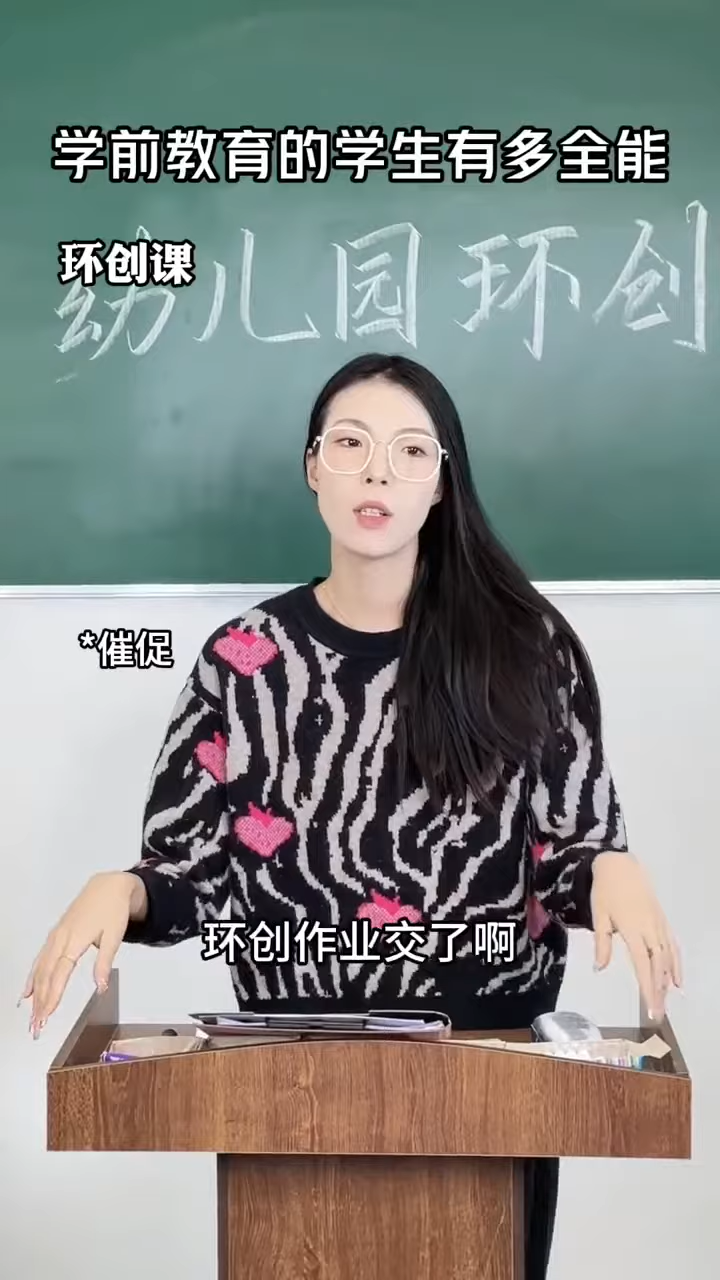 学前教育的学生有多全能
环创课
幼儿园环创
*催促
环创作业交了啊